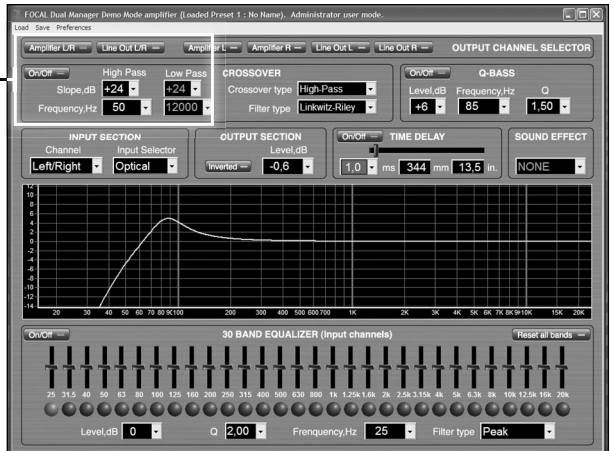 FOCAL Dual Manager Demo Mode amplifier (Loaded Preset 1 : No Name). Administrator user mode.
Load Save Preferences
Amplifier L/R Line Out L/R Amplifier L Amplifier R Line Out L Line Out R OUTPUT CHANNEL SELECTOR
On/Off High Pass Low Pass CROSSOVER On/Off Q-BASS
Slope,dB +24 +24 Crossover type High-Pass Level,dB Frequency,Hz Q
Frequency,Hz 50 12000 Filter type Linkwitz-Riley +6 85 1,50
INPUT SECTION OUTPUT SECTION On/Off TIME DELAY SOUND EFFECT
Channel Input Selector Level,dB
Left/Right Optical Inverted -0,6 1,0 ms 344 mm 13,5 in. NONE
12
10
8
6
4
2
0
-2
-4
-6
-8
-10
-12
-14
20 30 40 50 60 70 80 90 100 200 300 400 500 600 700 1K 2K 3K 4K 5K 6K 7K 8K 9K 10K 15K 20K
On/Off 30 BAND EQUALIZER (Input channels) Reset all bands
25 31.5 40 50 63 80 100 125 160 200 250 315 400 500 630 800 1k 1.25k 1.6k 2k 2.5k 3.15k 4k 5k 6.3k 8k 10k 12.5k 16k 20k
Level,dB 0 Q 2,00 Frenquency,Hz 25 Filter type Peak